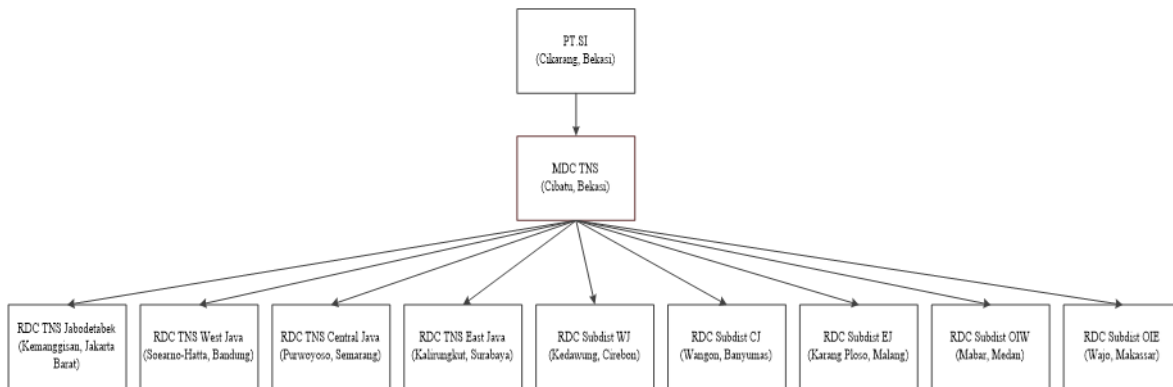 PT.SI
(Cikarang, Bekasi)
MDC TNS
(Cibatu, Bekasi)
RDC TNS Jabodetabek
(Kemanggisan, Jakarta
Barat)
RDC TNS West Java
(Soearno-Hatta, Bandung)
RDC TNS Central Java
(Purwoyoso, Semarang)
RDC TNS East Java
(Kalirungkut, Surabaya)
RDC Subdist WJ
(Kedawung, Cirebon)
RDC Subdist CJ
(Wangon, Banyumas)
RDC Subdist EJ
(Karang Ploso, Malang)
RDC Subdist OIW
(Mabar, Medan)
RDC Subdist OIE
(Wajo, Makassar)